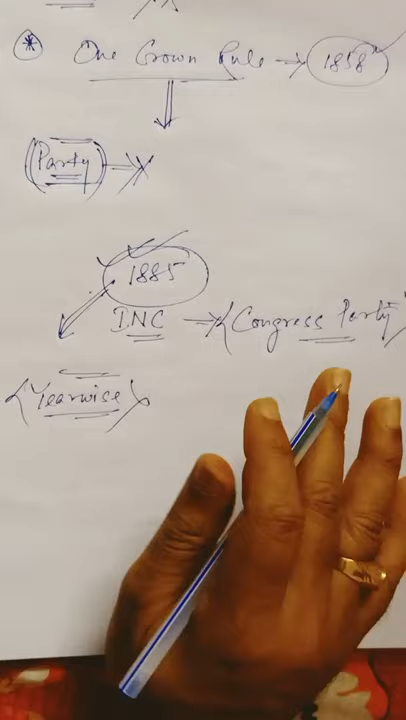 * One Crown Rule → 1858
(Party) → X
1885
INC → {Congress Party}
{Yearwise}